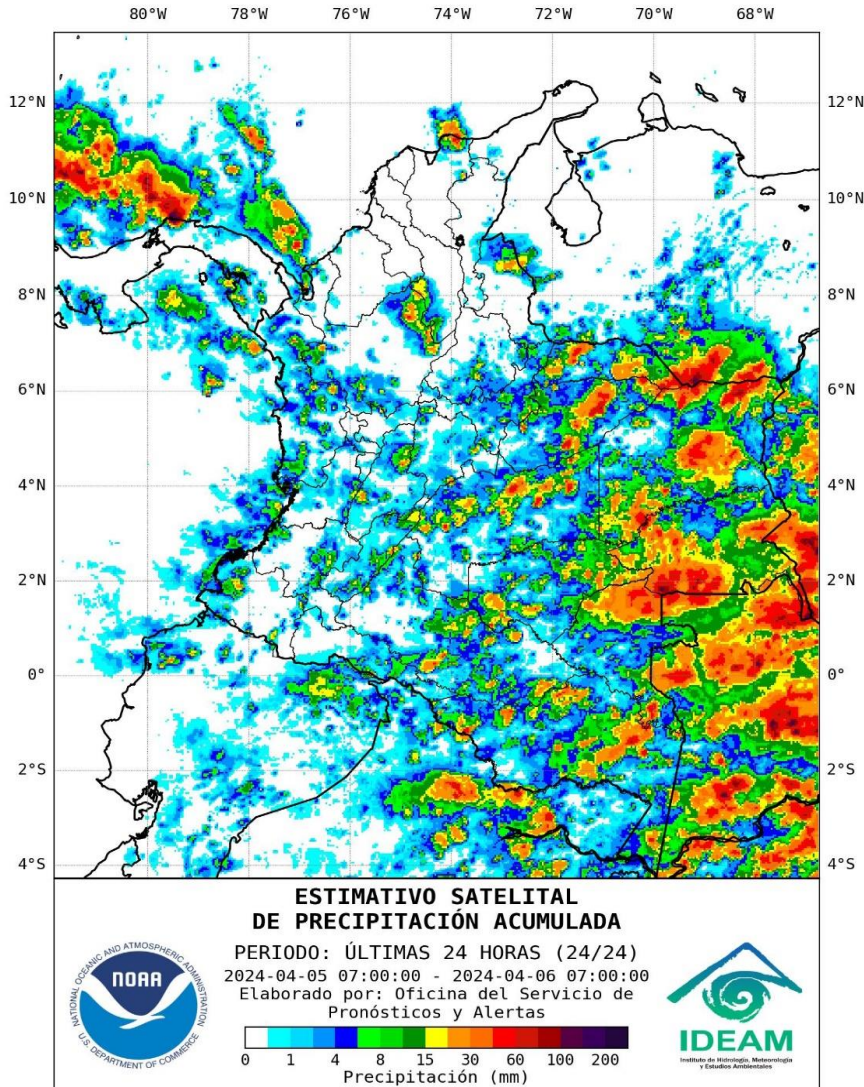 80°W 78°W 76°W 74°W 72°W 70°W 68°W
12°N 12°N
10°N 10°N
8°N 8°N
6°N 6°N
4°N 4°N
2°N 2°N
0° 0°
2°S 2°S
4°S 4°S
ESTIMATIVO SATELITAL
DE PRECIPITACIÓN ACUMULADA
PERIODO: ÚLTIMAS 24 HORAS (24/24)
2024-04-05 07:00:00 - 2024-04-06 07:00:00
Elaborado por: Oficina del Servicio de
Pronósticos y Alertas
0 1 4 8 15 30 60 100 200
Precipitación (mm)
NATIONAL OCEANIC AND ATMOSPHERIC ADMINISTRATION
NOAA
U.S. DEPARTMENT OF COMMERCE
IDEAM
Instituto de Hidrología, Meteorología
y Estudios Ambientales